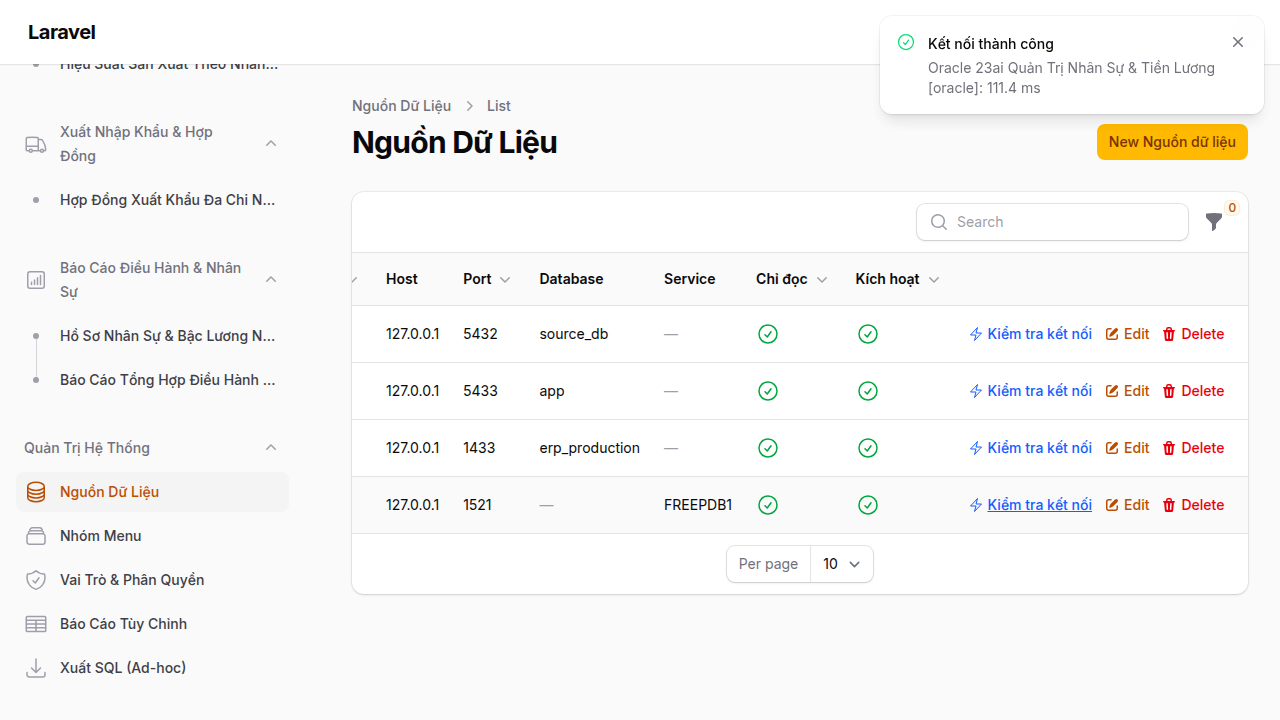 Laravel
Kết nối thành công
Oracle 23ai Quản Trị Nhân Sự & Tiền Lương
[oracle]: 111.4 ms
Hiệu Suất Sản Xuất Theo Nhân...
Xuất Nhập Khẩu & Hợp
Đồng
Hợp Đồng Xuất Khẩu Đa Chi N...
Báo Cáo Điều Hành & Nhân
Sự
Hồ Sơ Nhân Sự & Bậc Lương N...
Báo Cáo Tổng Hợp Điều Hành ...
Quản Trị Hệ Thống
Nguồn Dữ Liệu
Nhóm Menu
Vai Trò & Phân Quyền
Báo Cáo Tùy Chỉnh
Xuất SQL (Ad-hoc)
Nguồn Dữ Liệu > List
Nguồn Dữ Liệu
New Nguồn dữ liệu
Search
0
Host Port Database Service Chỉ đọc Kích hoạt
127.0.0.1 5432 source_db — Kiểm tra kết nối Edit Delete
127.0.0.1 5433 app — Kiểm tra kết nối Edit Delete
127.0.0.1 1433 erp_production — Kiểm tra kết nối Edit Delete
127.0.0.1 1521 — FREEPDB1 Kiểm tra kết nối Edit Delete
Per page 10